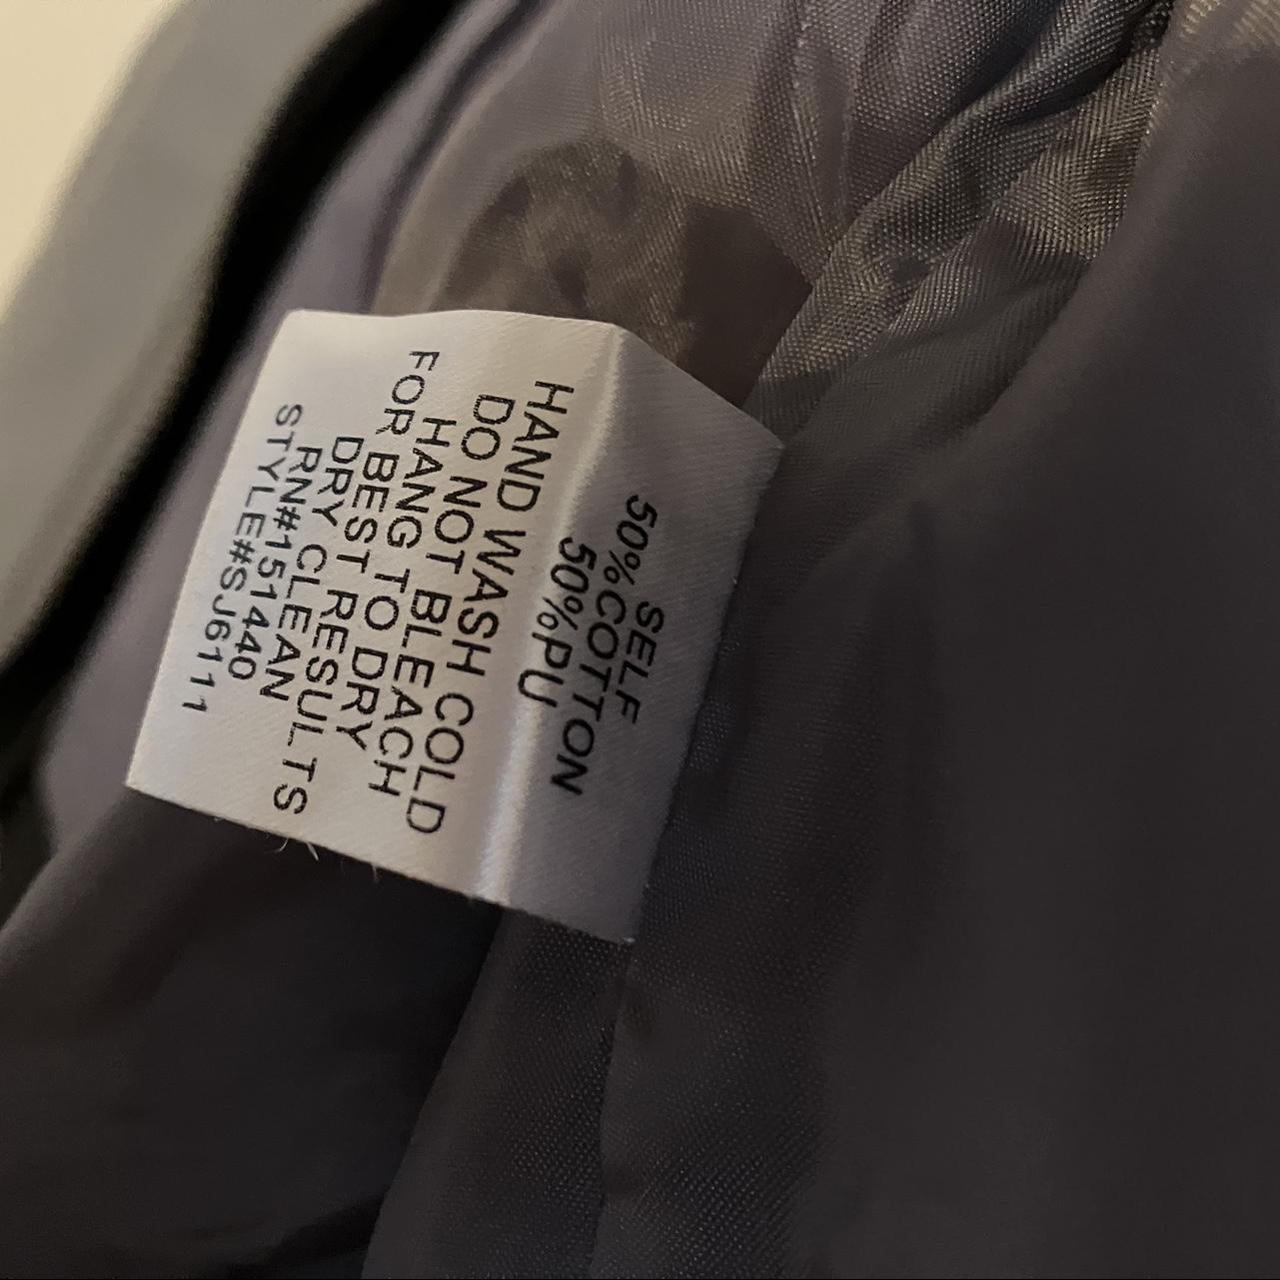 SELF
50%COTTON
50%PU
HAND WASH COLD
DO NOT BLEACH
HANG TO DRY
FOR BEST RESULTS
DRY CLEAN
RN#151440
STYLE#SJ6111